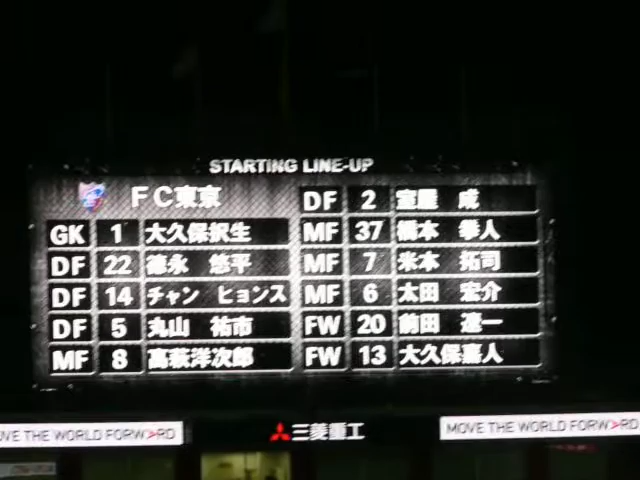 STARTING LINE-UP
FC東京
GK 1 大久保択生
DF 22 徳永 悠平
DF 14 チャン ヒョンス
DF 5 丸山 祐市
MF 8 高萩洋次郎
DF 2 室屋 成
MF 37 橋本 拳人
MF 7 米本 拓司
MF 6 太田 宏介
FW 20 前田 遼一
FW 13 大久保嘉人
VE THE WORLD FORW>RD
三菱重工
MOVE THE WORLD FORW>RD